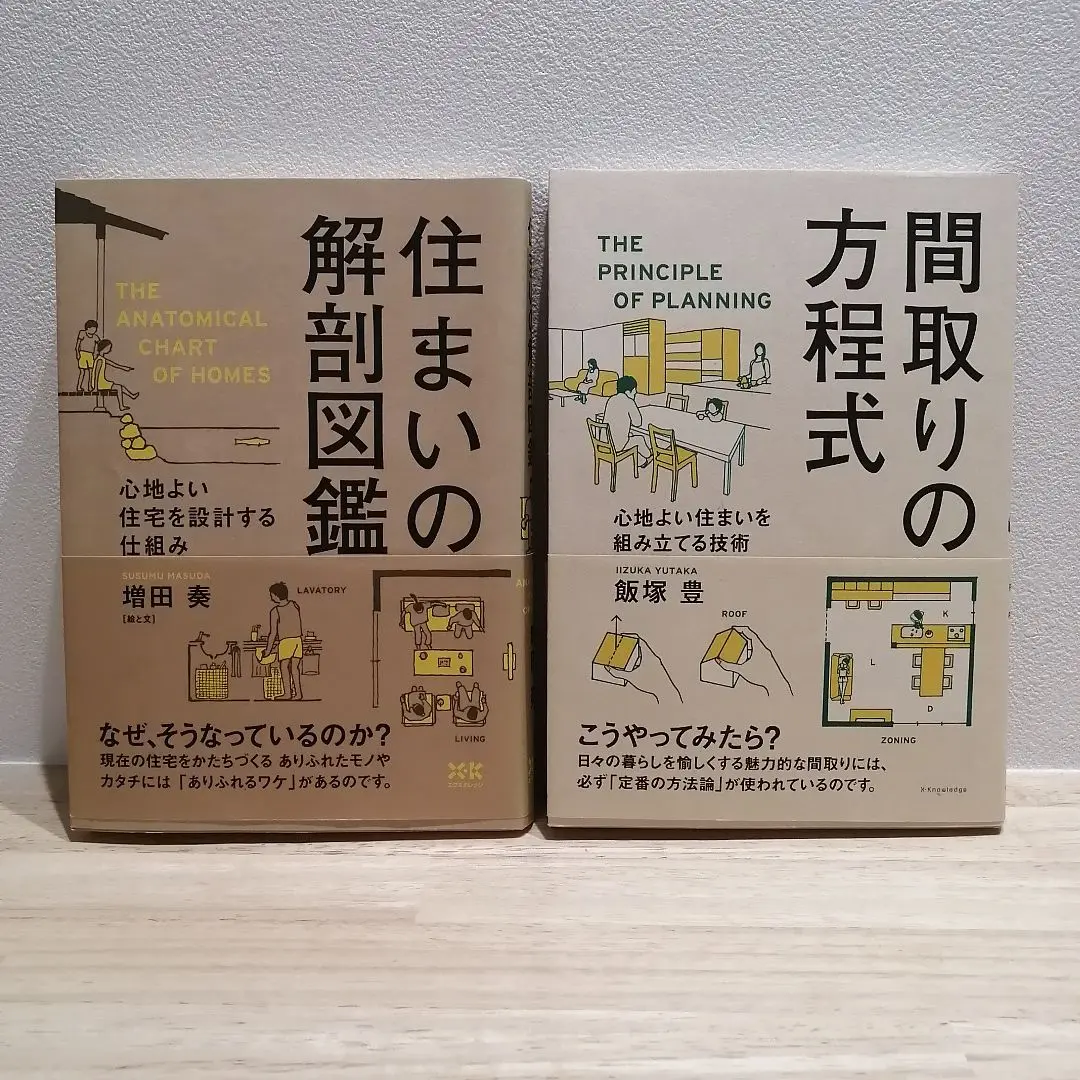 住まいの
解剖図鑑
THE
ANATOMICAL
CHART
OF HOMES
心地よい
住宅を設計する
仕組み
SUSUMU MASUDA
増田 奏
[絵と文]
LAVATORY
LIVING
なぜ、そうなっているのか?
現在の住宅をかたちづくる ありふれたモノや
カタチには「ありふれるワケ」があるのです。
X-K
エクスナレッジ
間取りの
方程式
THE
PRINCIPLE
OF PLANNING
心地よい住まいを
組み立てる技術
IIZUKA YUTAKA
飯塚 豊
ROOF
K
L
D
ZONING
こうやってみたら?
日々の暮らしを愉しくする魅力的な間取りには、
必ず「定番の方法論」が使われているのです。
X-Knowledge